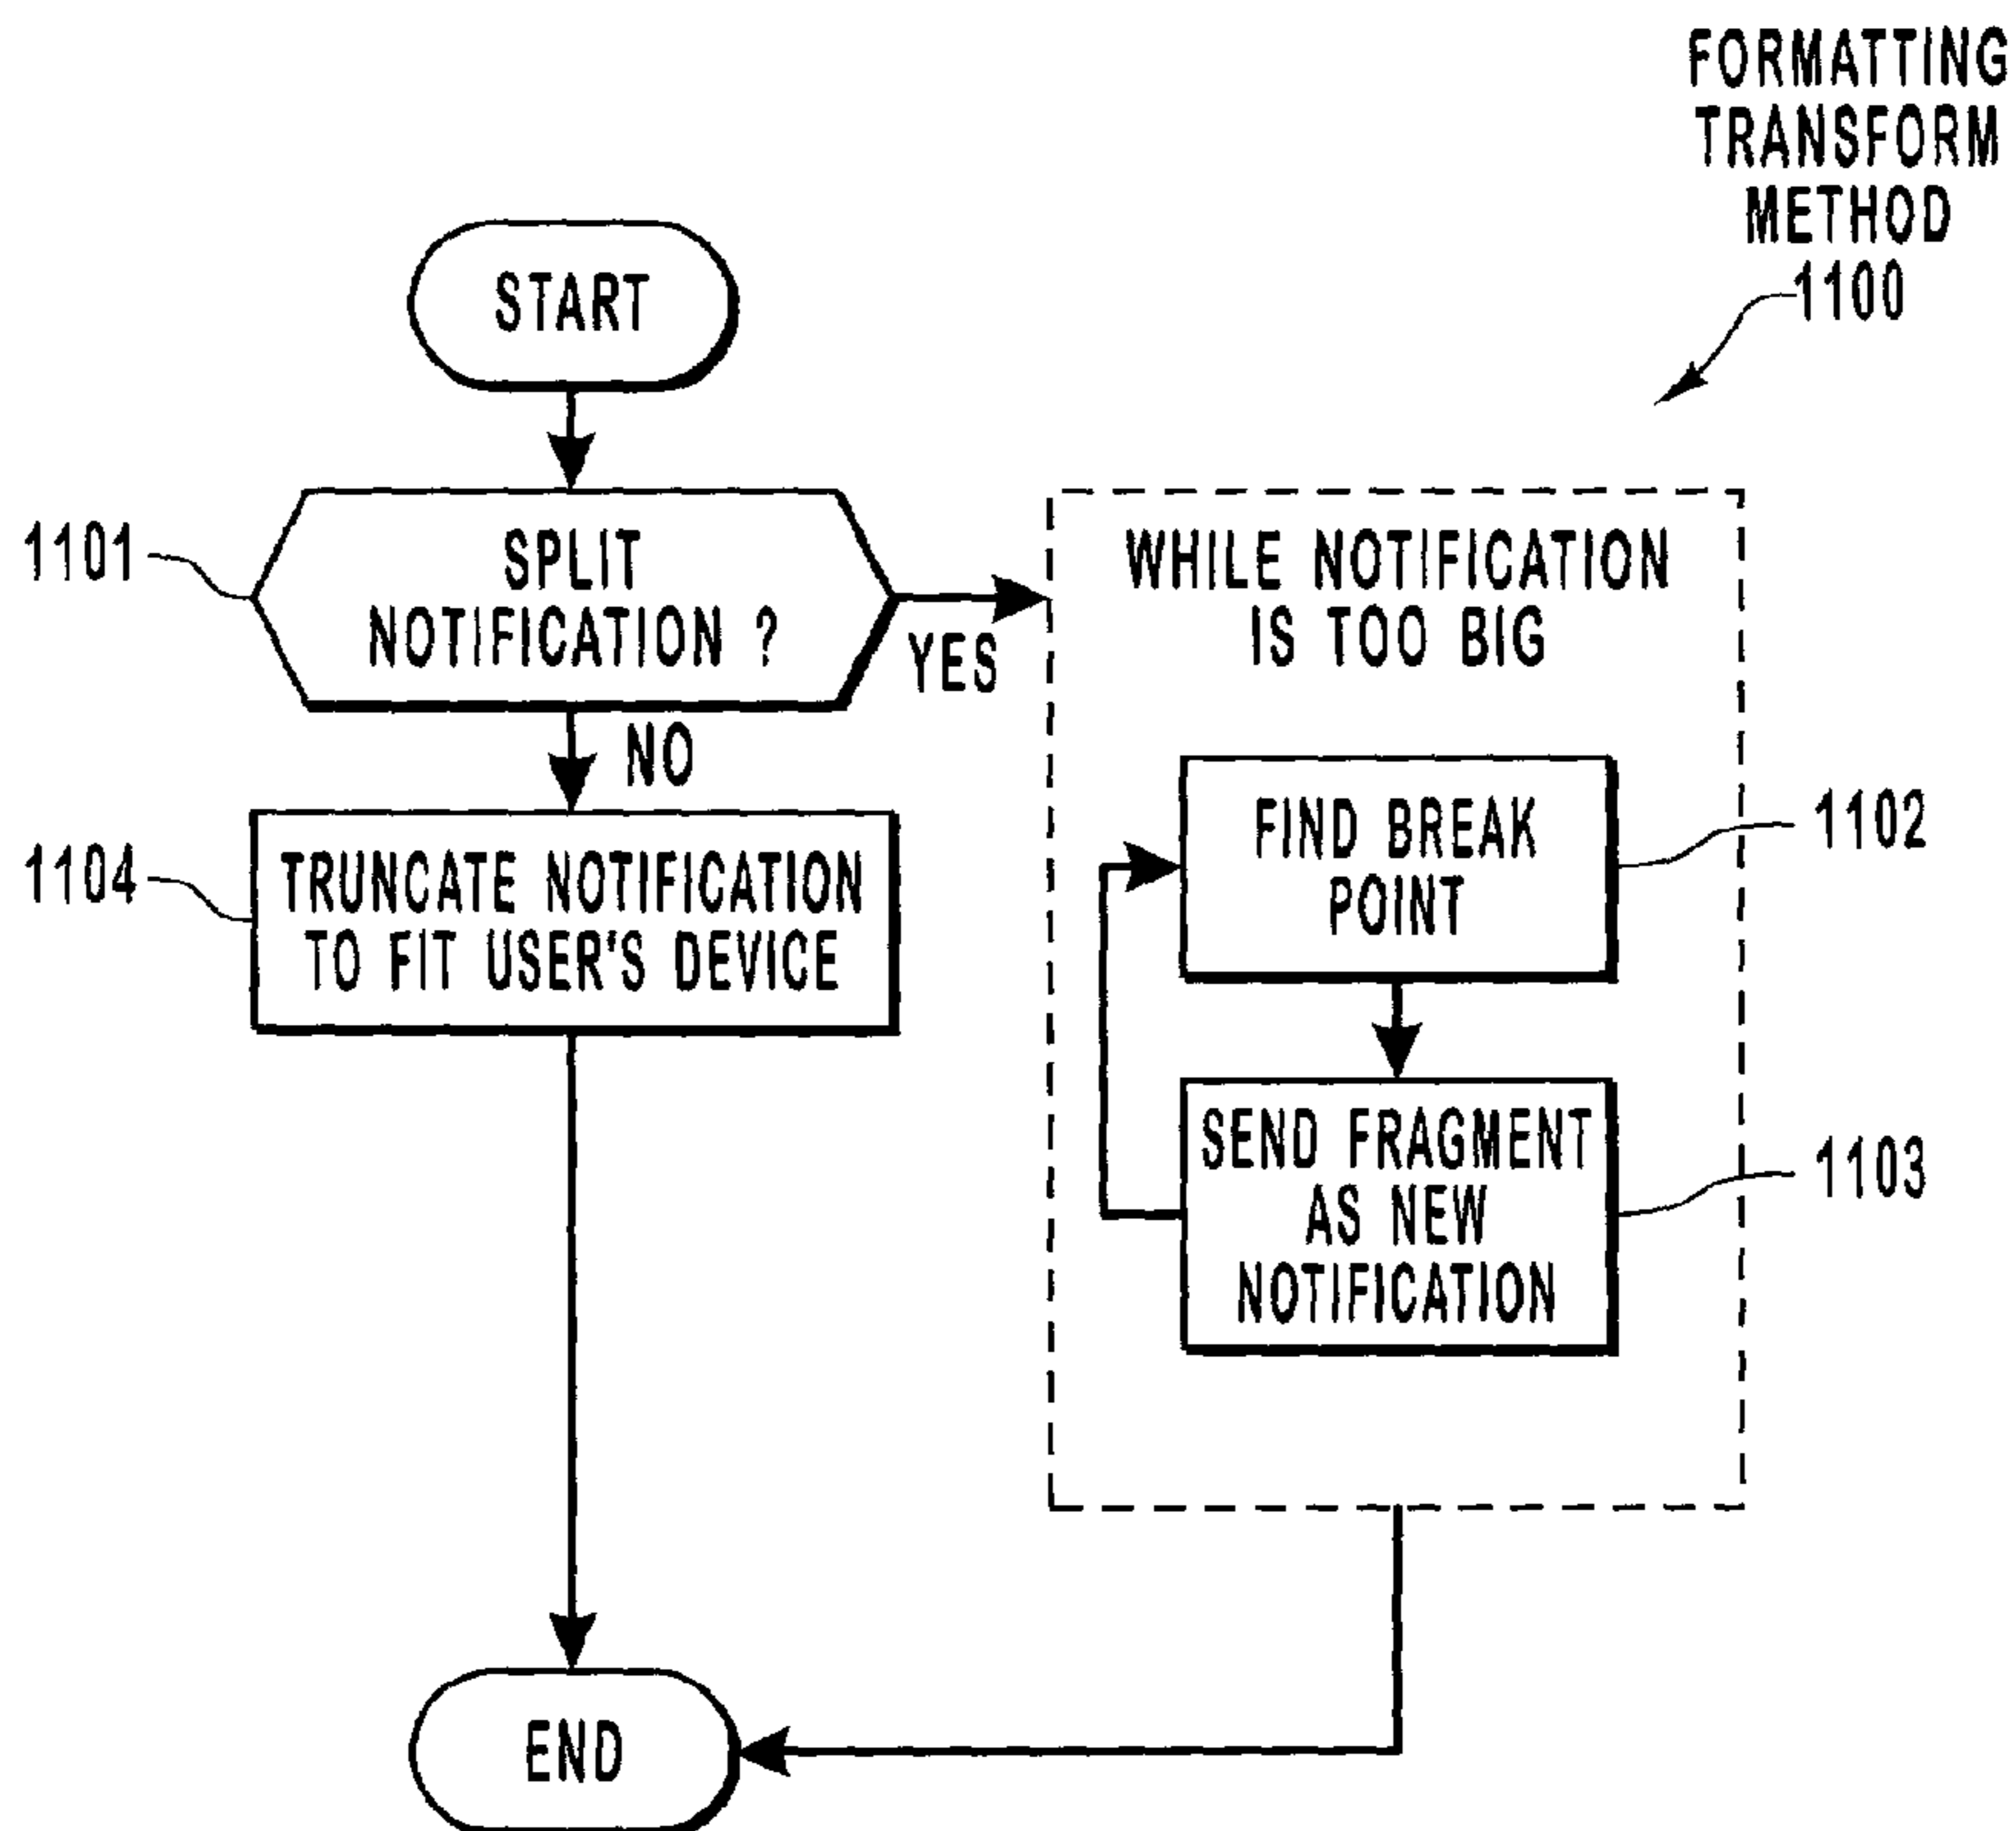 FORMATTING
TRANSFORM
METHOD
1100
START
1101
SPLIT
NOTIFICATION ?
YES
NO
1104
TRUNCATE NOTIFICATION
TO FIT USER'S DEVICE
WHILE NOTIFICATION
IS TOO BIG
FIND BREAK
POINT
1102
SEND FRAGMENT
AS NEW
NOTIFICATION
1103
END